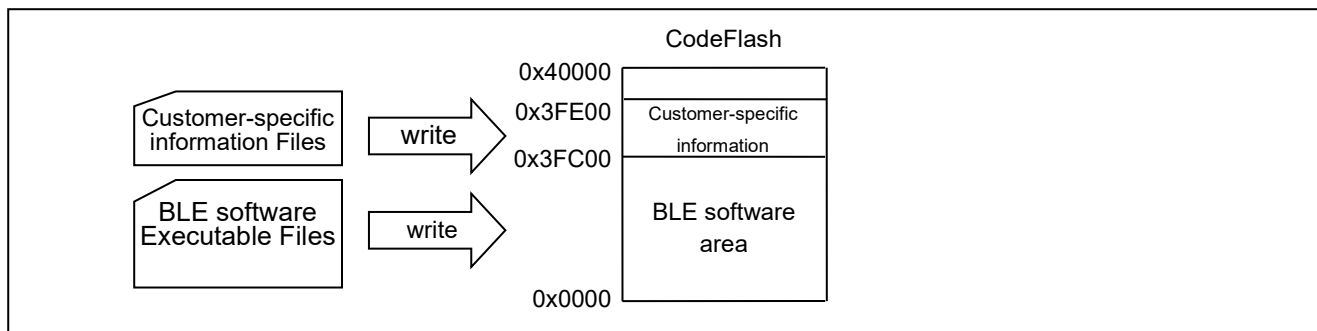 CodeFlash
0x40000
Customer-specific
information Files
write
0x3FE00
Customer-specific
information
0x3FC00
BLE software
Executable Files
write
BLE software
area
0x0000